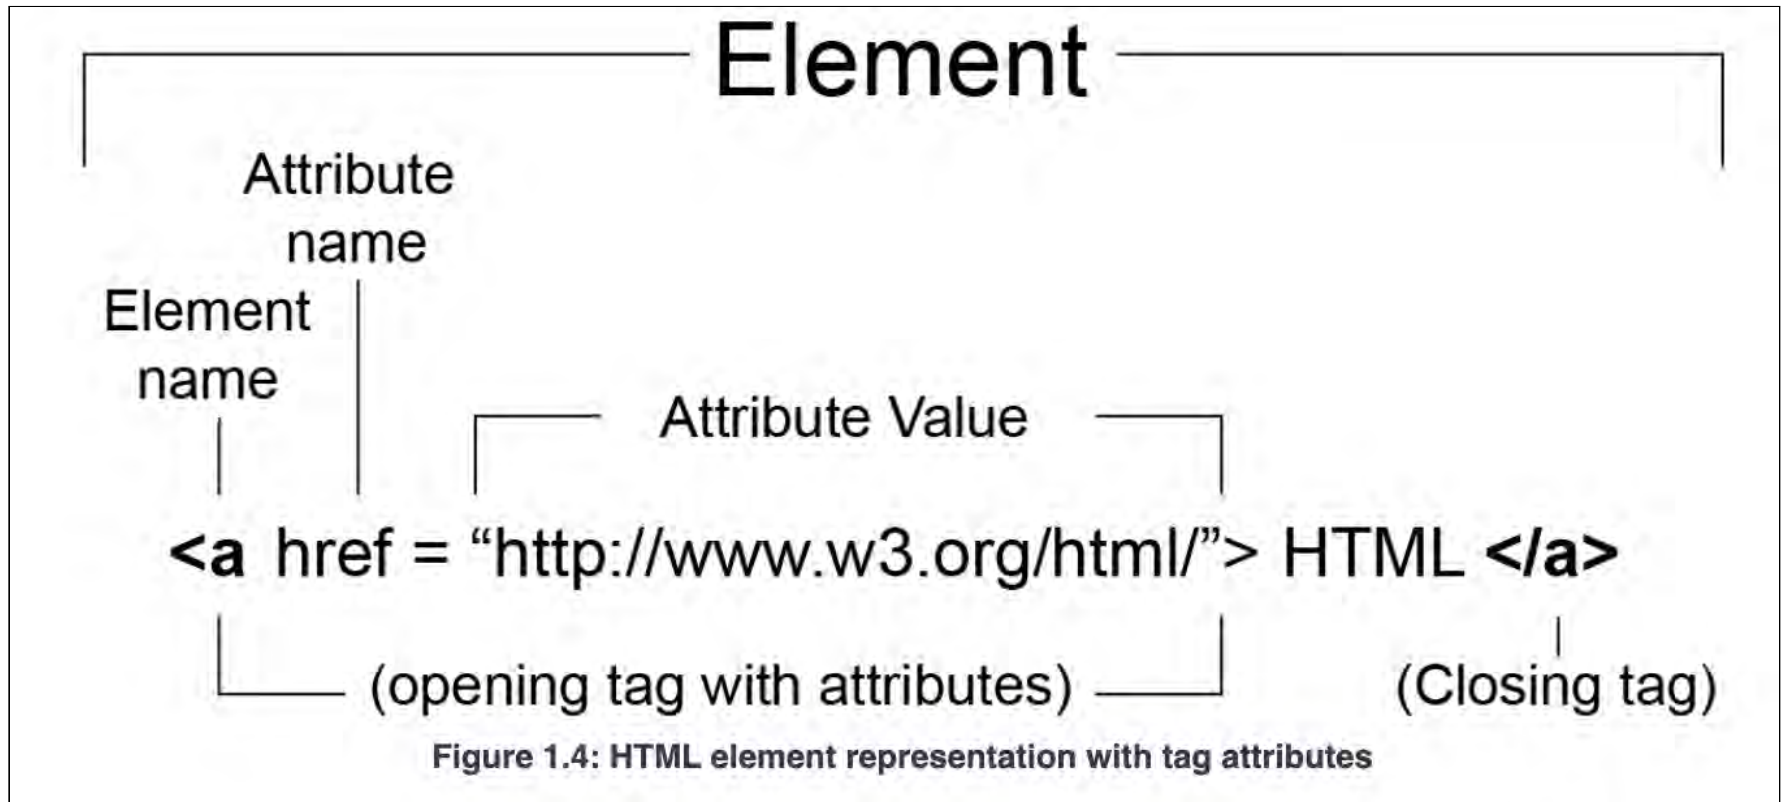 Element
Attribute
name
Element
name
Attribute Value
<a href = “http://www.w3.org/html/”> HTML </a>
(opening tag with attributes)
(Closing tag)
Figure 1.4: HTML element representation with tag attributes